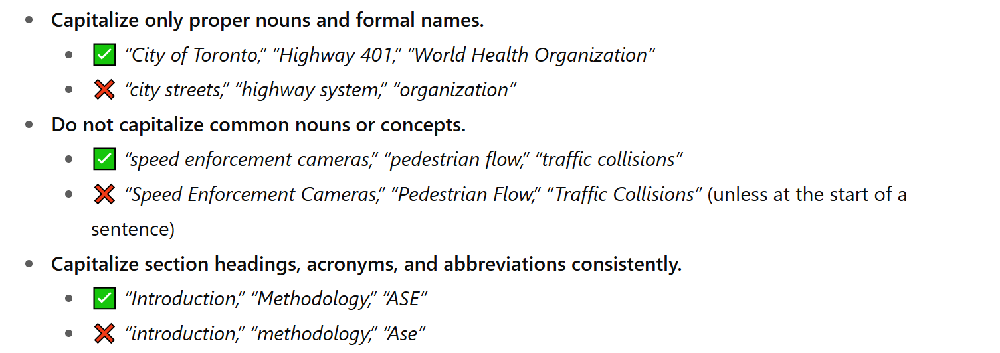 Capitalize only proper nouns and formal names.
✅ “City of Toronto,” “Highway 401,” “World Health Organization”
❌ “city streets,” “highway system,” “organization”
Do not capitalize common nouns or concepts.
✅ “speed enforcement cameras,” “pedestrian flow,” “traffic collisions”
❌ “Speed Enforcement Cameras,” “Pedestrian Flow,” “Traffic Collisions” (unless at the start of a
sentence)
Capitalize section headings, acronyms, and abbreviations consistently.
✅ “Introduction,” “Methodology,” “ASE”
❌ “introduction,” “methodology,” “Ase”